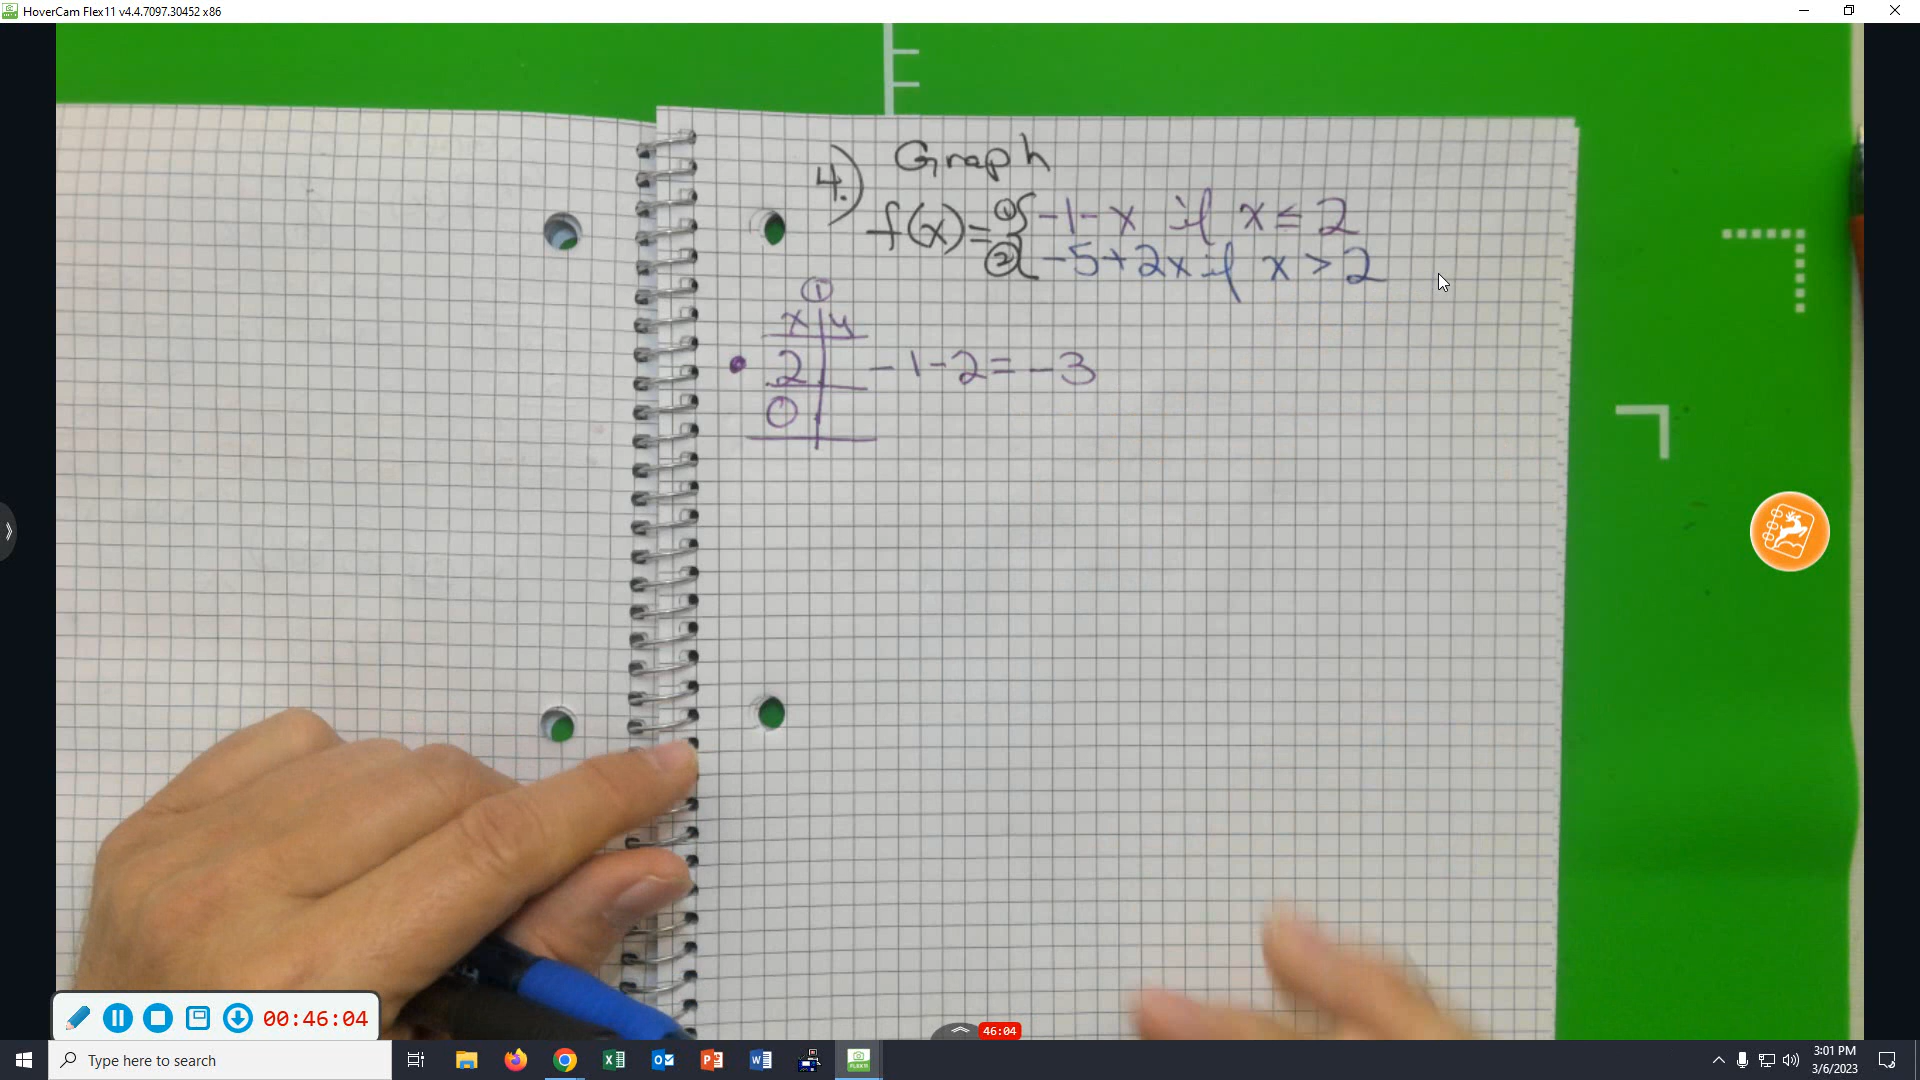 HoverCam Flex11 v4.4.7097.30452 x86
4.) Graph
f(x)= ① { -1-x if x ≤ 2
② { -5+2x if x > 2
①
x | y
• 2 | -1-2=-3
0 |
00:46:04
46:04
Type here to search
3:01 PM
3/6/2023